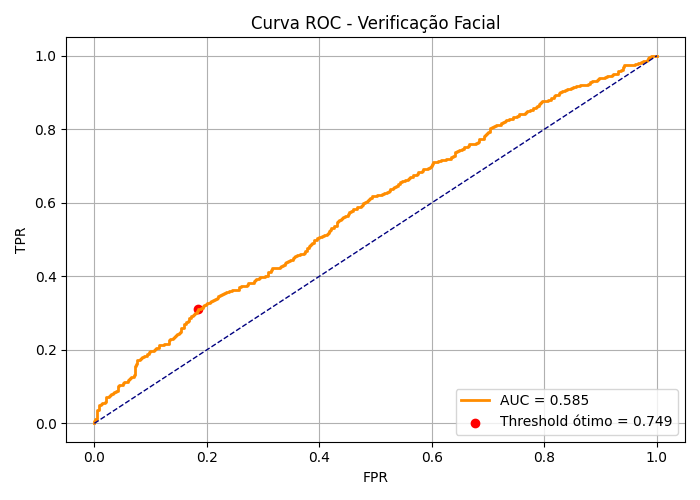 Curva ROC - Verificação Facial
TPR
1.0
0.8
0.6
0.4
0.2
0.0
0.0 0.2 0.4 0.6 0.8 1.0
FPR
AUC = 0.585
Threshold ótimo = 0.749